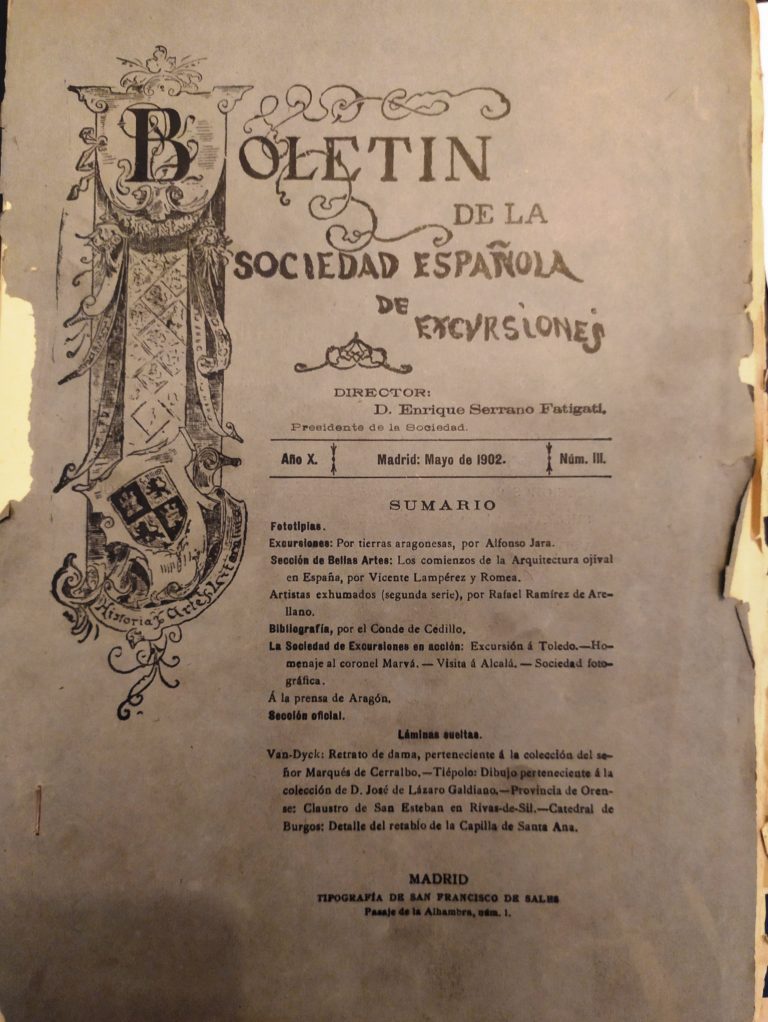 BOLETIN
DE LA
SOCIEDAD ESPAÑOLA
DE
EXCVRSIONES
DIRECTOR:
D. Enrique Serrano Fatigati,
Presidente de la Sociedad.
Año X.
Madrid: Mayo de 1902.
Núm. III.
SUMARIO
Fototipias.
Excursiones: Por tierras aragonesas, por Alfonso Jara.
Sección de Bellas Artes: Los comienzos de la Arquitectura ojival
en España, por Vicente Lampérez y Romea.
Artistas exhumados (segunda serie), por Rafael Ramírez de Are-
llano.
Bibliografía, por el Conde de Cedillo.
La Sociedad de Excursiones en acción: Excursión á Toledo.—Ho-
menaje al coronel Marvá. — Visita á Alcalá. — Sociedad foto-
gráfica.
Á la prensa de Aragón.
Sección oficial.
Láminas sueltas.
Van-Dyck: Retrato de dama, perteneciente á la colección del se-
ñor Marqués de Cerralbo.—Tiépolo: Dibujo perteneciente á la
colección de D. José de Lázaro Galdiano.—Provincia de Oren-
se: Claustro de San Esteban en Rivas-de-Sil.—Catedral de
Burgos: Detalle del retablo de la Capilla de Santa Ana.
MADRID
TIPOGRAFÍA DE SAN FRANCISCO DE SALES
Pasaje de la Alhambra, núm. 1.
Historia Arte